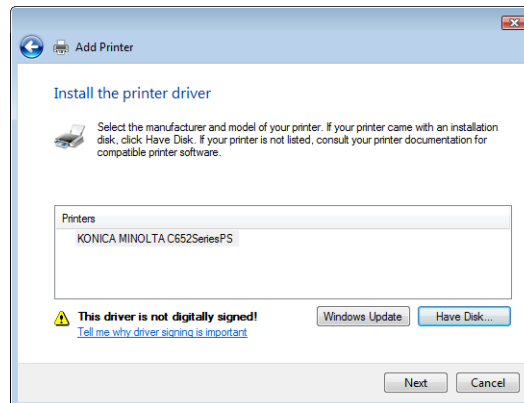 Add Printer
Install the printer driver
Select the manufacturer and model of your printer. If your printer came with an installation
disk, click Have Disk. If your printer is not listed, consult your printer documentation for
compatible printer software.
Printers
KONICA MINOLTA C652SeriesPS
This driver is not digitally signed!
Tell me why driver signing is important
Windows Update
Have Disk...
Next
Cancel